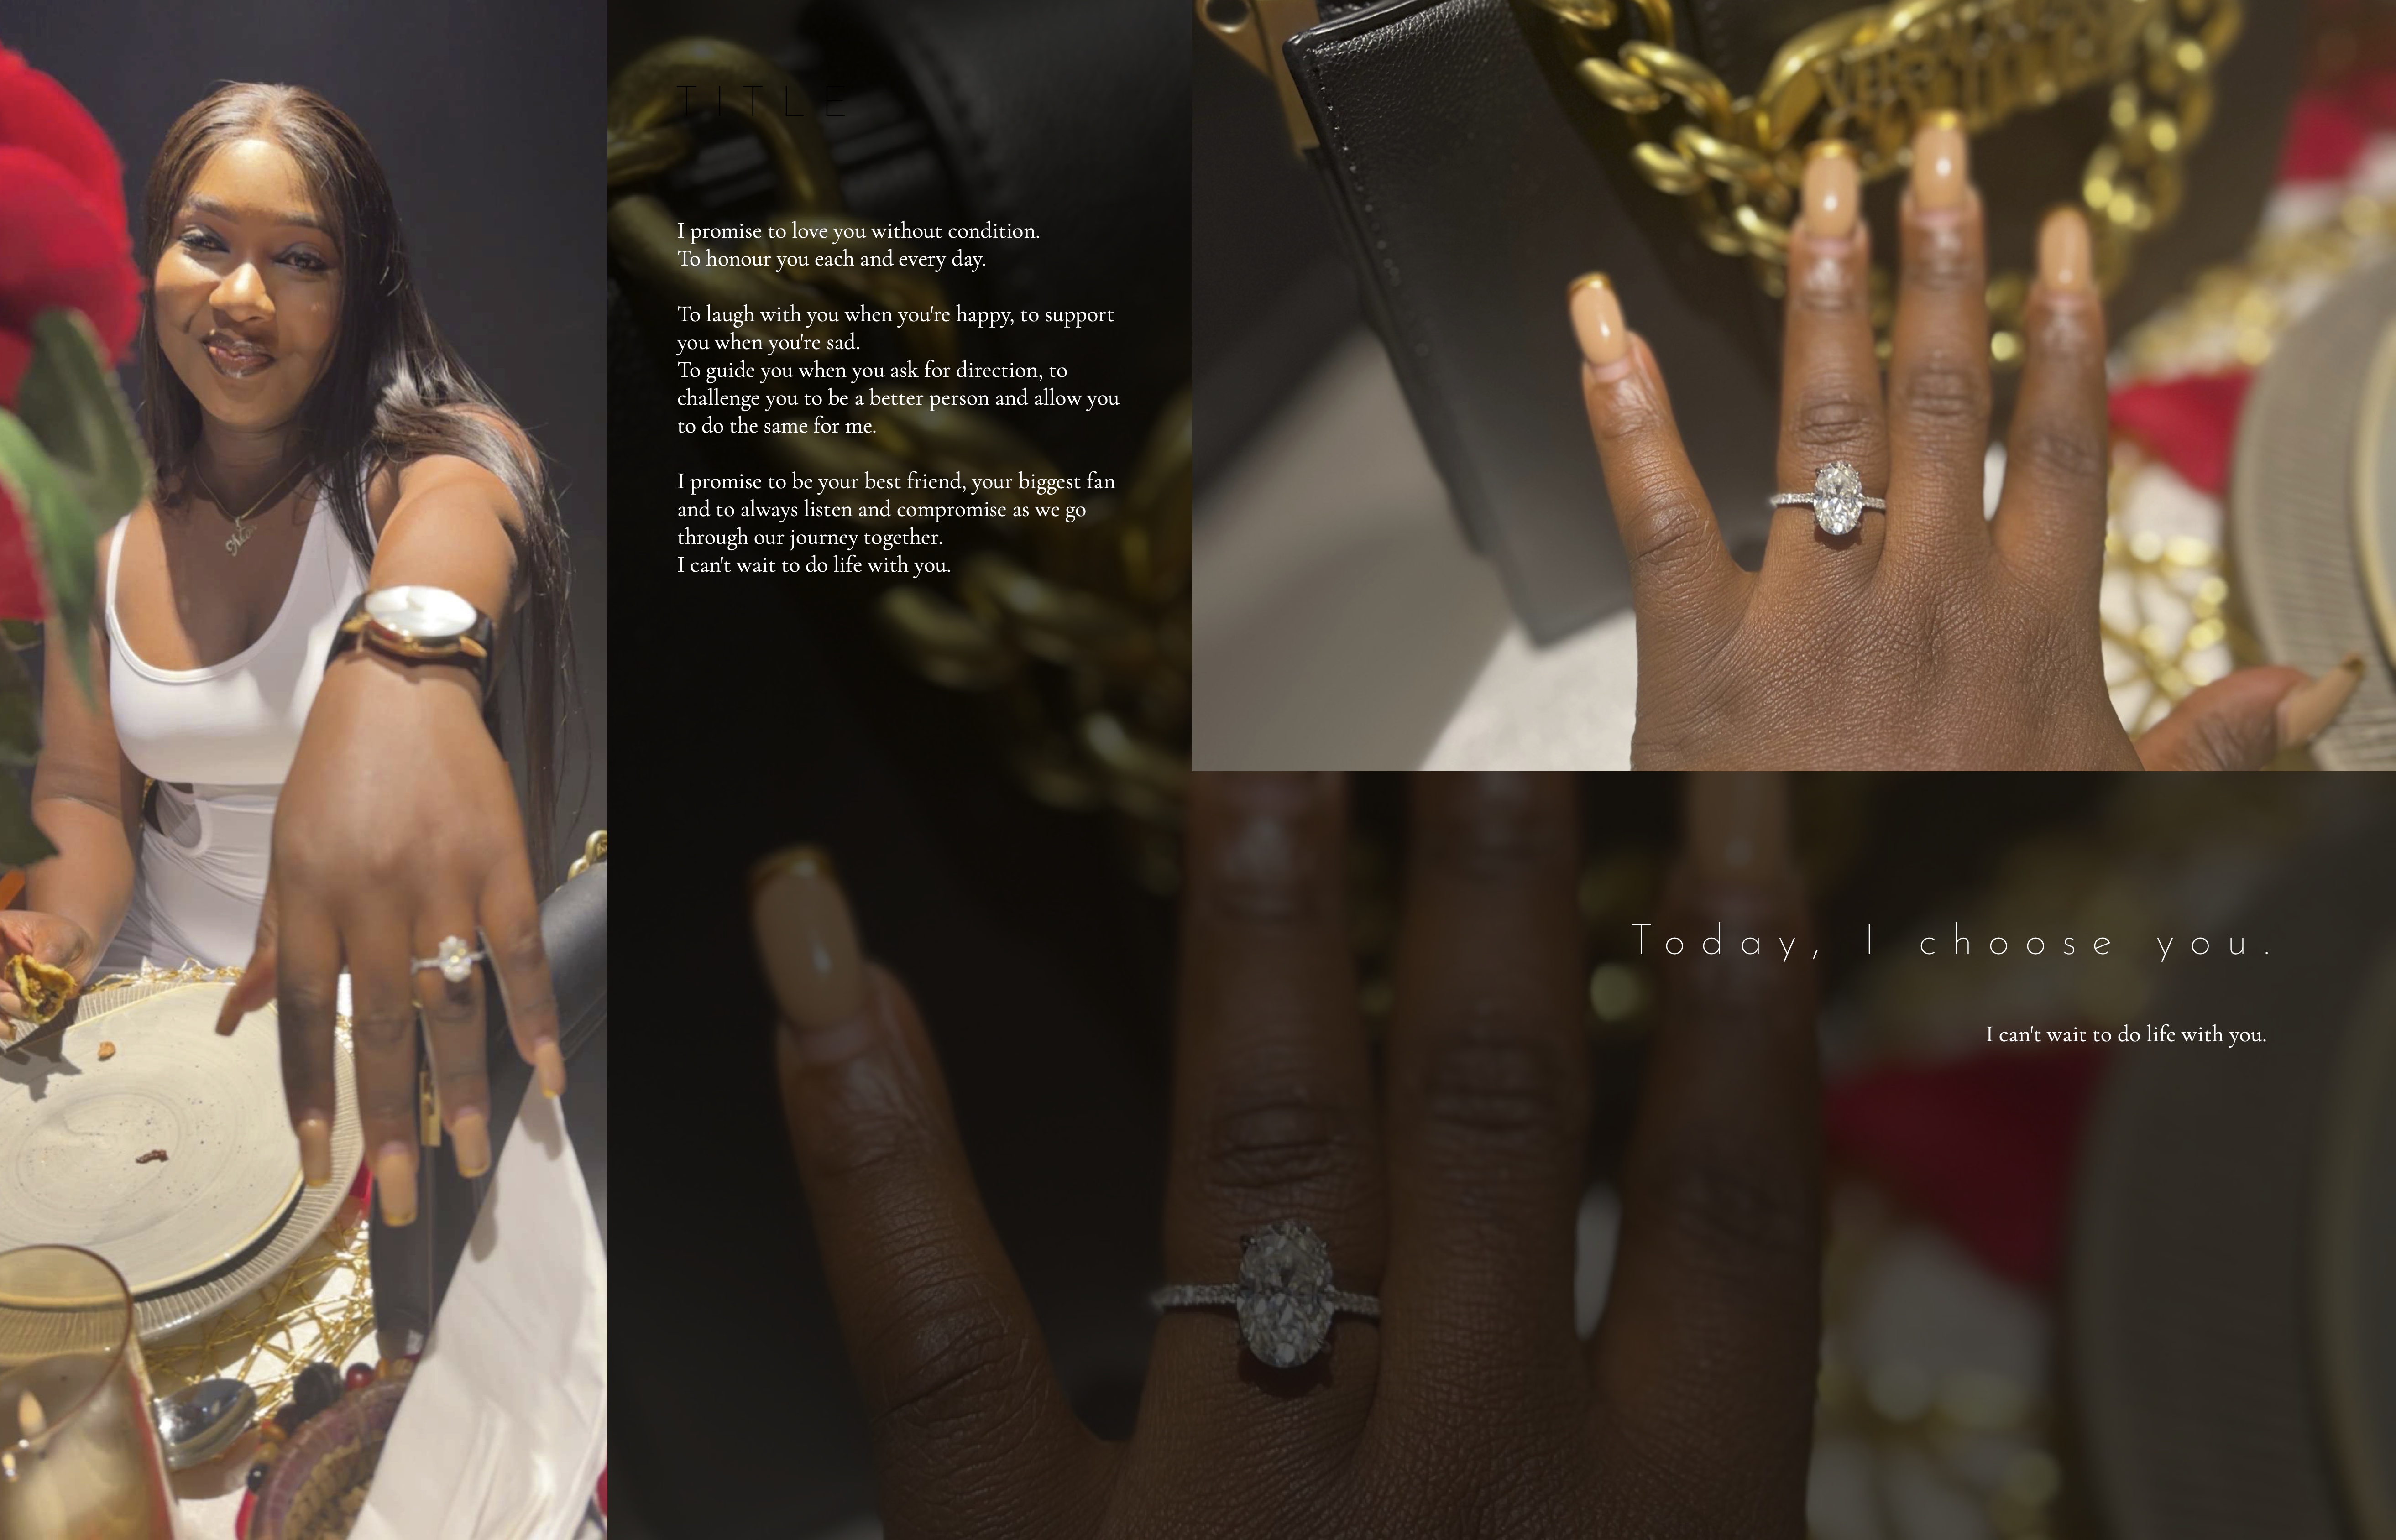 TITLE
I promise to love you without condition.
To honour you each and every day.
To laugh with you when you're happy, to support
you when you're sad.
To guide you when you ask for direction, to
challenge you to be a better person and allow you
to do the same for me.
I promise to be your best friend, your biggest fan
and to always listen and compromise as we go
through our journey together.
I can't wait to do life with you.
Today, I choose you.
I can't wait to do life with you.